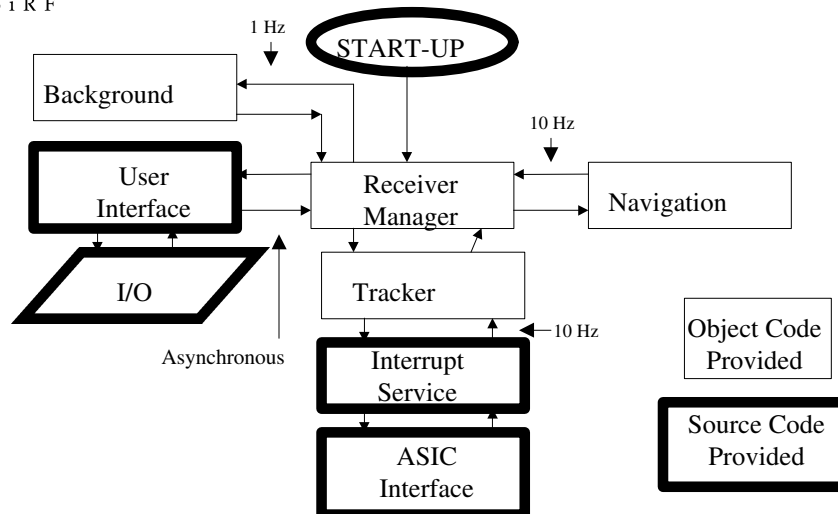 i R F
1 Hz
START-UP
Background
10 Hz
User
Interface
Receiver
Manager
Navigation
I/O
Tracker
Asynchronous
10 Hz
Interrupt
Service
Object Code
Provided
ASIC
Interface
Source Code
Provided